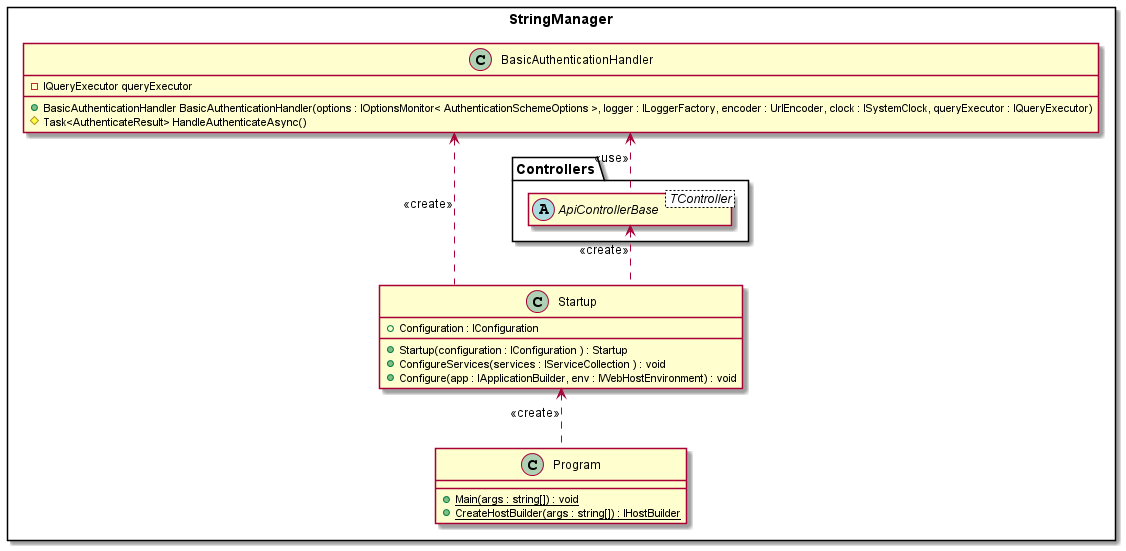 StringManager
C BasicAuthenticationHandler
IQueryExecutor queryExecutor
BasicAuthenticationHandler BasicAuthenticationHandler(options : IOptionsMonitor< AuthenticationSchemeOptions >, logger : ILoggerFactory, encoder : UrlEncoder, clock : ISystemClock, queryExecutor : IQueryExecutor)
Task<AuthenticateResult> HandleAuthenticateAsync()
«use»
Controllers
TController
A ApiControllerBase
«create»
«create»
C Startup
Configuration : IConfiguration
Startup(configuration : IConfiguration ) : Startup
ConfigureServices(services : IServiceCollection ) : void
Configure(app : IApplicationBuilder, env : IWebHostEnvironment) : void
«create»
C Program
Main(args : string[]) : void
CreateHostBuilder(args : string[]) : IHostBuilder